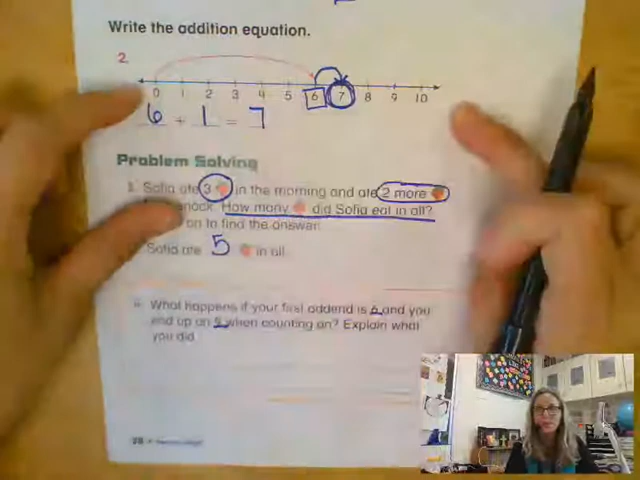 Write the addition equation.
2.
0 1 2 3 4 5 6 7 8 9 10
6 + 1 = 7
Problem Solving
3. Sofia ate 3 in the morning and ate 2 more
How many did Sofia eat in all?
on to find the answer.
Sofia ate 5 in all.
What happens if your first addend is 6 and you
end up on 9 when counting on? Explain what
you did.